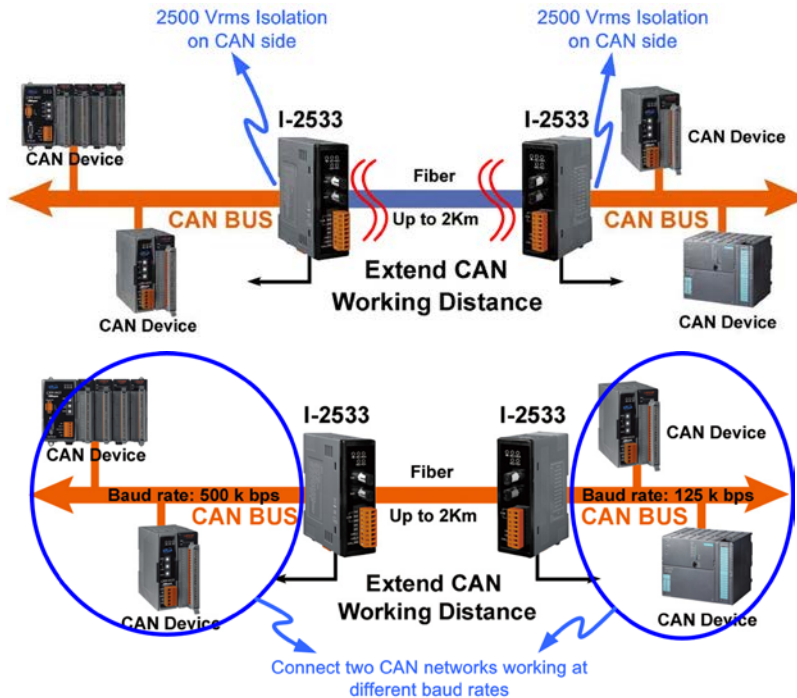 2500 Vrms Isolation
on CAN side
2500 Vrms Isolation
on CAN side
I-2533
I-2533
CAN Device
CAN Device
Fiber
CAN BUS
Up to 2Km
CAN BUS
Extend CAN
Working Distance
CAN Device
CAN Device
I-2533
I-2533
CAN Device
CAN Device
Fiber
Baud rate: 500 k bps
Baud rate: 125 k bps
CAN BUS
Up to 2Km
CAN BUS
Extend CAN
Working Distance
CAN Device
CAN Device
Connect two CAN networks working at
different baud rates